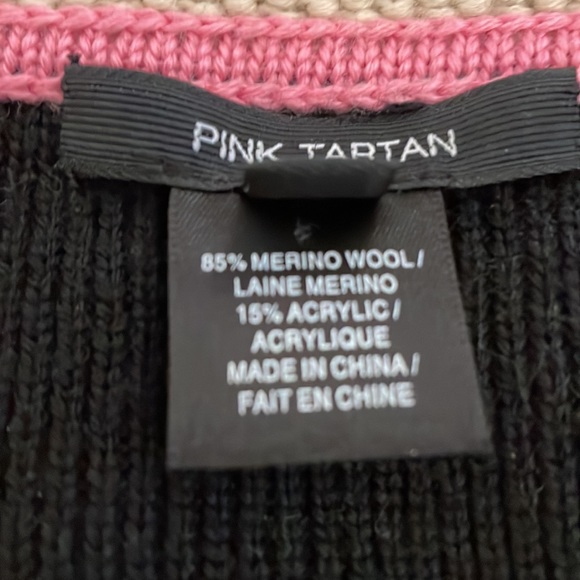 PINK TARTAN
85% MERINO WOOL/
LAINE MERINO
15% ACRYLIC/
ACRYLIQUE
MADE IN CHINA/
FAIT EN CHINE